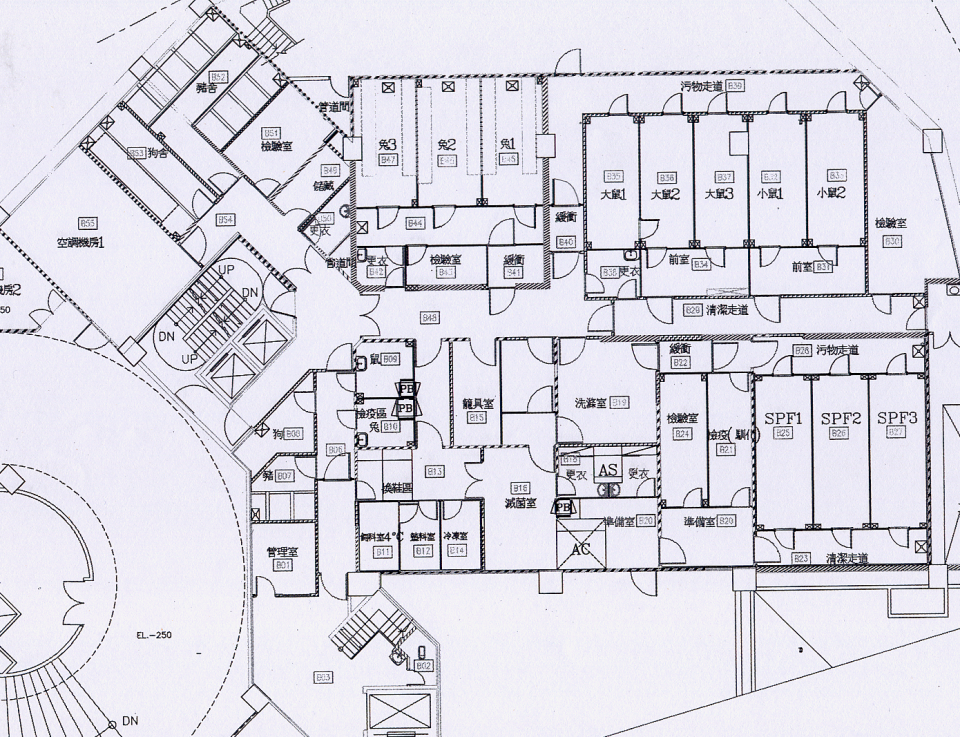 B52
豬舍
管道間
B51
檢驗室
B53 狗舍
B49
儲藏
更衣
B54
B55
空調機房1
機房2
UP
DN
DN
UP
管道間
兔3
B47
兔2
B46
兔1
B45
B44
更衣
B42
檢驗室
B43
緩衝
B41
緩衝
B40
污物走道 B39
B35
大鼠1
B36
大鼠2
B37
大鼠3
小鼠1
小鼠2
檢驗室
B30
更衣
前室
B34
前室 B31
B48
B29 清潔走道
鼠 B09
檢疫區
兔 B10
PB
PB
籠具室
B15
洗滌室 B19
緩衝
B22
B28 污物走道
檢驗室
B24
B21
SPF1
B25
SPF2
B26
SPF3
B27
狗 B08
B06
豬 B07
B13
換鞋區
B16
滅菌室
更衣
AS
更衣
PB
準備室 B20
準備室
AC
管理室
B01
飼料室4°C
B11
墊料室
B12
冷凍室
B14
B23 清潔走道
EL.-250
B03
B02
DN